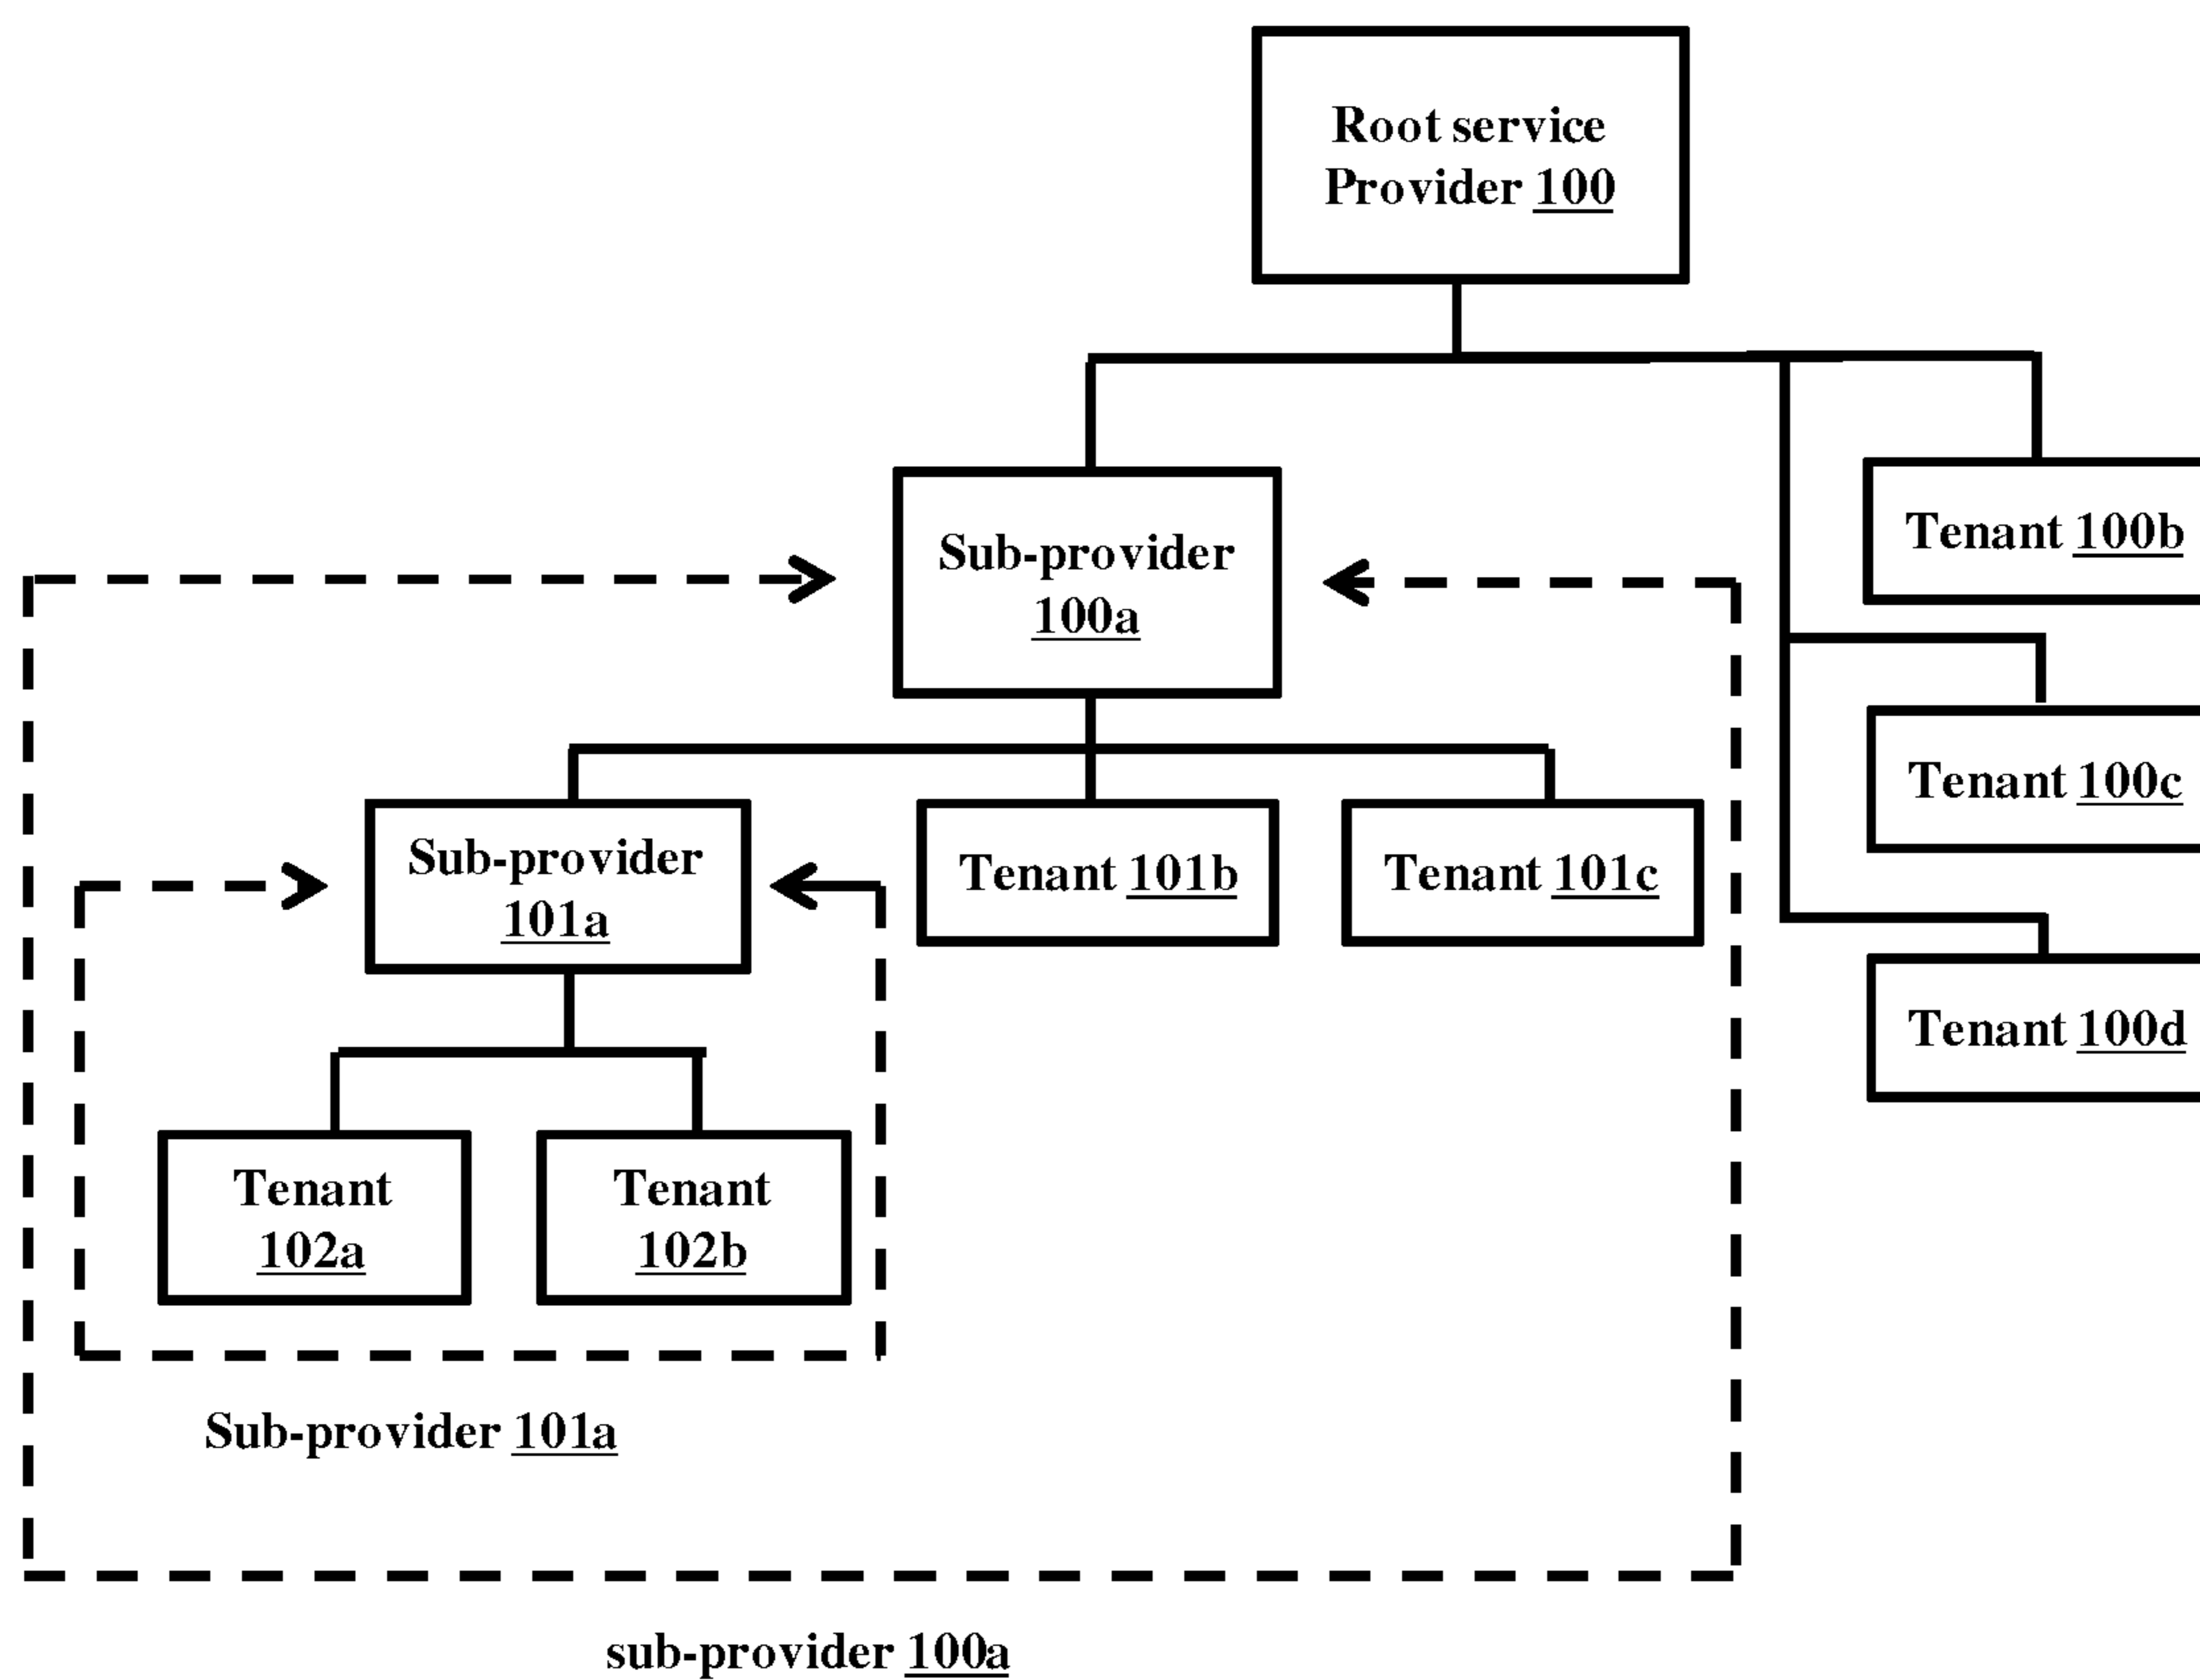 Root service
Provider 100
Sub-provider
100a
Tenant 100b
Tenant 100c
Sub-provider
101a
Tenant 101b
Tenant 101c
Tenant 100d
Tenant
102a
Tenant
102b
Sub-provider 101a
sub-provider 100a